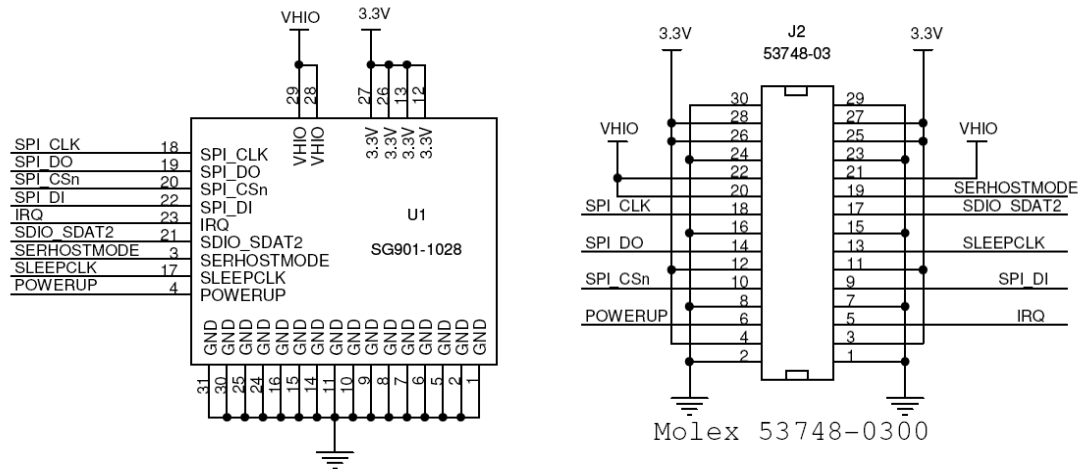 VHIO 3.3V
29 28 27 26 13 12
VHIO VHIO 3.3V 3.3V 3.3V 3.3V
SPI_CLK 18 SPI_CLK
SPI_DO 19 SPI_DO
SPI_CSn 20 SPI_CSn
SPI_DI 22 SPI_DI
IRQ 23 IRQ
SDIO_SDAT2 21 SDIO_SDAT2
SERHOSTMODE 3 SERHOSTMODE
SLEEPCLK 17 SLEEPCLK
POWERUP 4 POWERUP
U1
SG901-1028
GND GND GND GND GND GND GND GND GND GND GND GND GND GND GND GND
31 30 25 24 16 15 14 11 10 9 8 7 6 5 2 1
3.3V J2 3.3V
53748-03
VHIO VHIO
30 29
28 27
26 25
24 23
22 21
20 19 SERHOSTMODE
SPI_CLK 18 17 SDIO_SDAT2
16 15
SPI_DO 14 13 SLEEPCLK
12 11
SPI_CSn 10 9 SPI_DI
8 7
POWERUP 6 5 IRQ
4 3
2 1
Molex 53748-0300